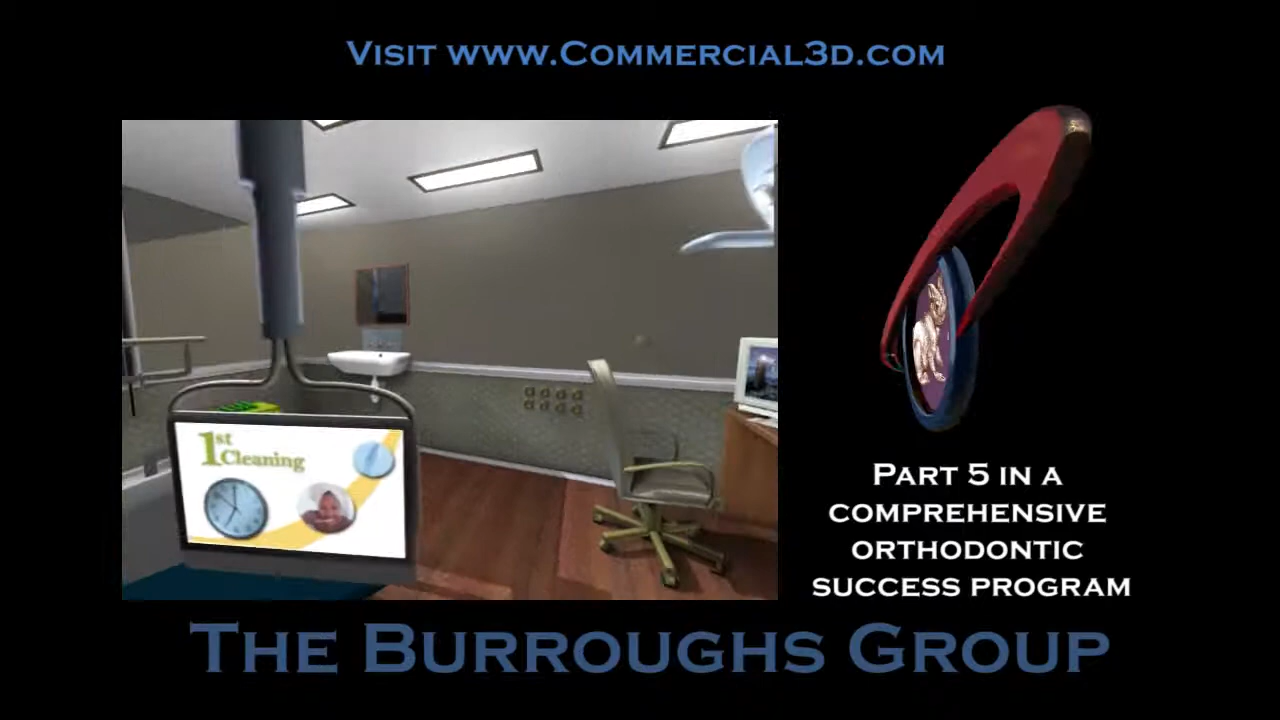 Visit www.Commercial3d.com
1st
Cleaning
Part 5 in a
comprehensive
orthodontic
success program
The Burroughs Group